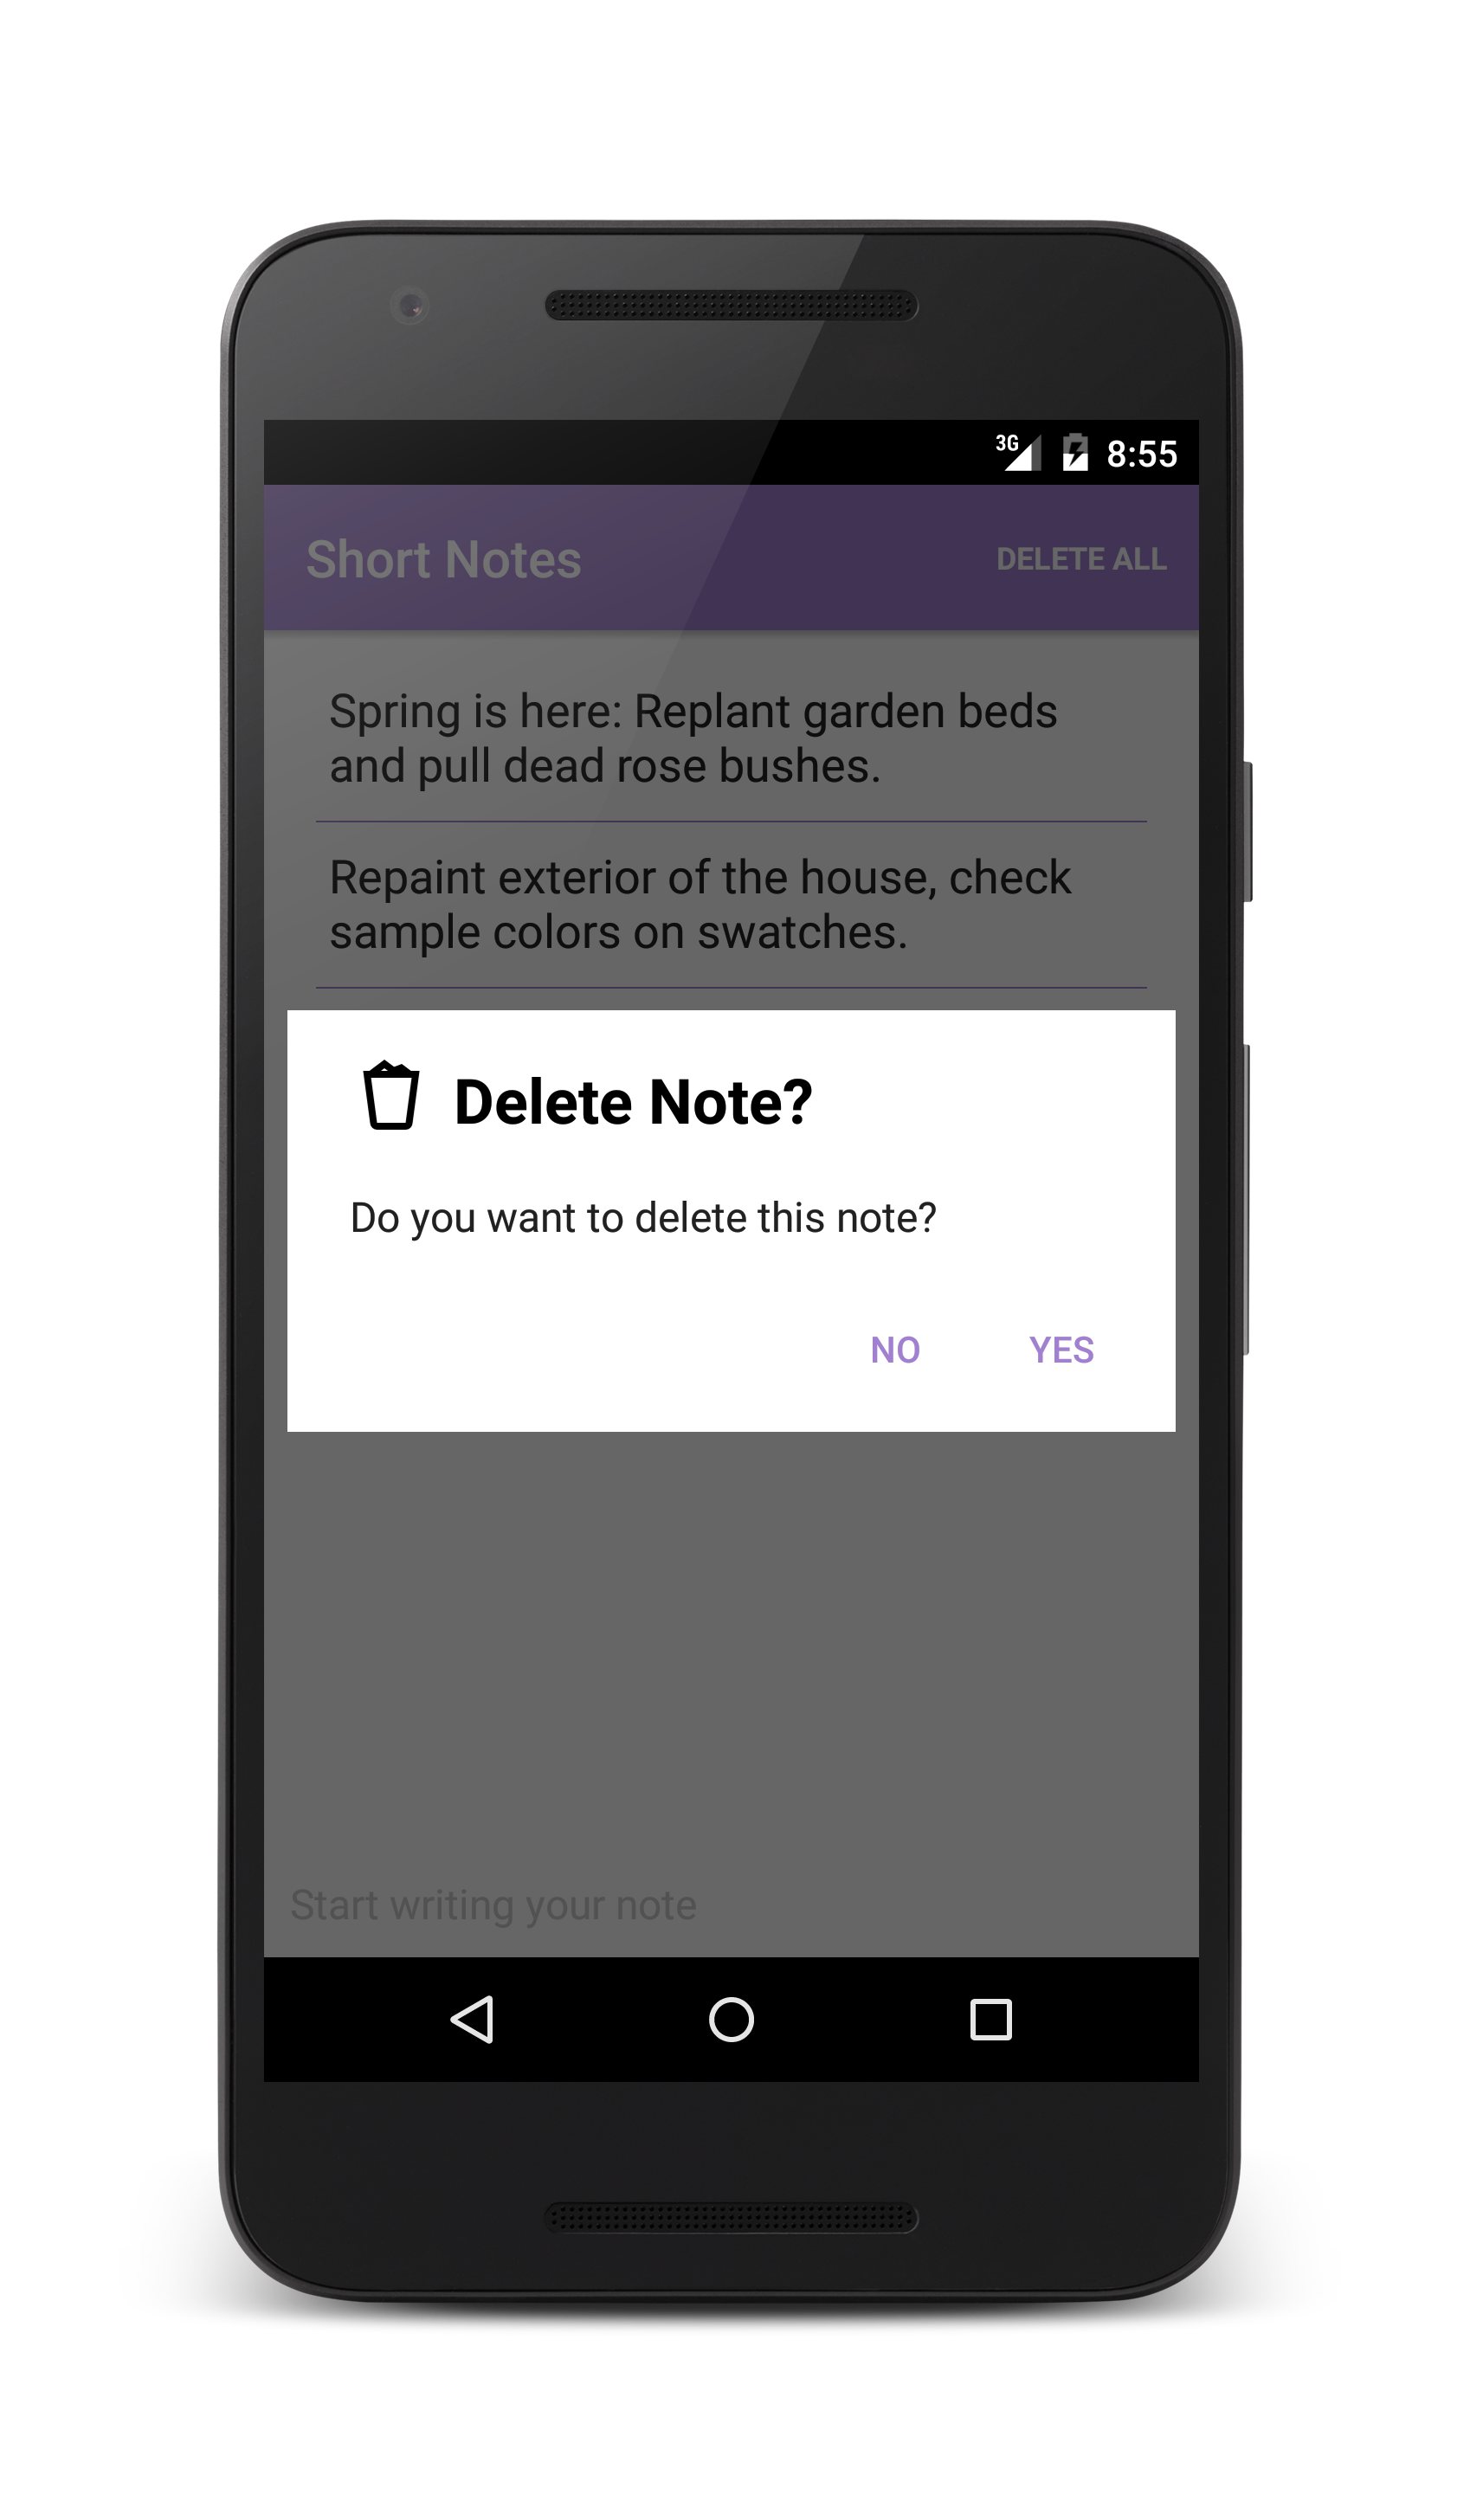 3G 8:55
Short Notes DELETE ALL
Spring is here: Replant garden beds
and pull dead rose bushes.
Repaint exterior of the house, check
sample colors on swatches.
Delete Note?
Do you want to delete this note?
NO YES
Start writing your note